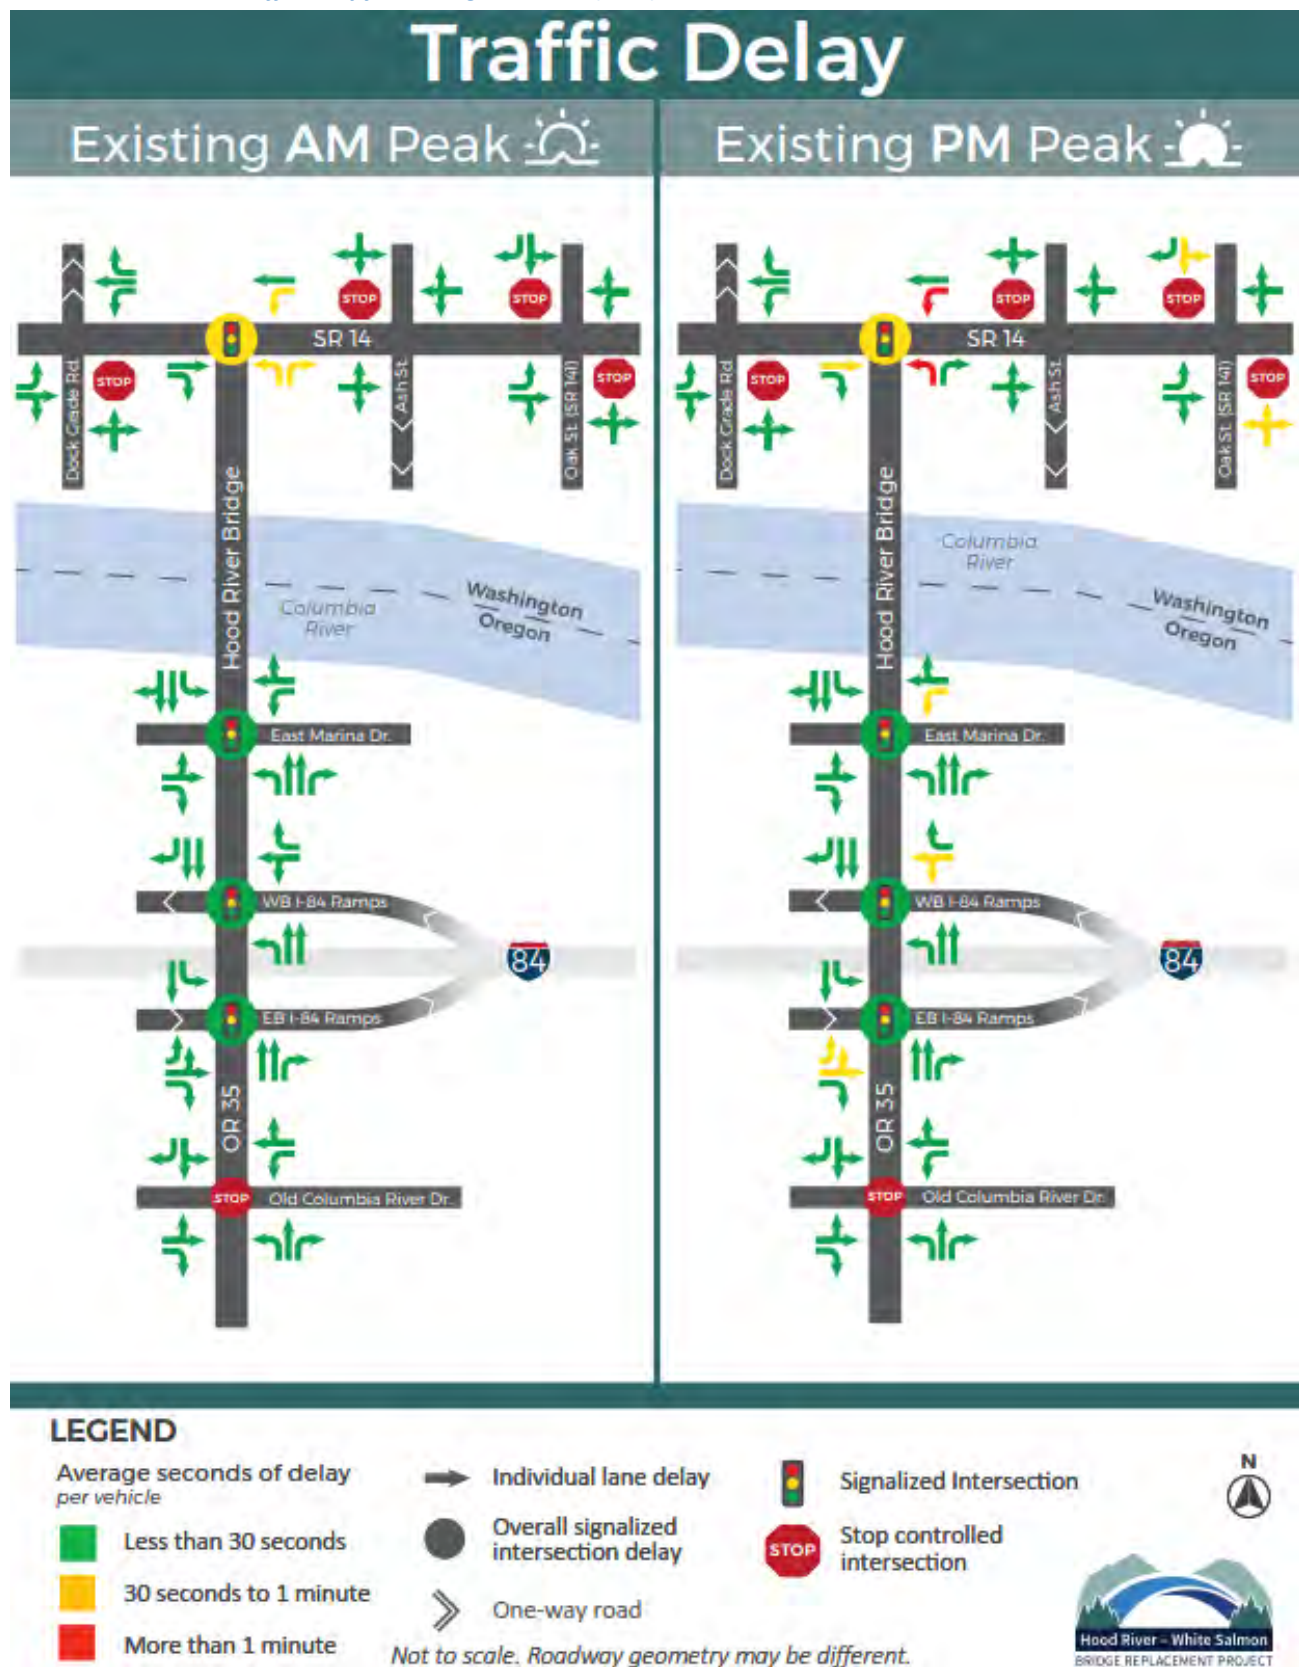 Traffic Delay
Existing AM Peak
Existing PM Peak
STOP
STOP
SR 14
STOP
STOP
Dock Grade Rd.
Ash St.
Oak St. (SR 141)
Hood River Bridge
Columbia
River
Washington
Oregon
East Marina Dr.
WB I-84 Ramps
84
EB I-84 Ramps
OR 35
STOP
Old Columbia River Dr.
STOP
STOP
SR 14
STOP
STOP
Dock Grade Rd.
Ash St.
Oak St. (SR 141)
Hood River Bridge
Columbia
River
Washington
Oregon
East Marina Dr.
WB I-84 Ramps
84
EB I-84 Ramps
OR 35
STOP
Old Columbia River Dr.
LEGEND
Average seconds of delay
per vehicle
Less than 30 seconds
30 seconds to 1 minute
More than 1 minute
Individual lane delay
Overall signalized
intersection delay
One-way road
Signalized Intersection
STOP
Stop controlled
intersection
Not to scale. Roadway geometry may be different.
N
Hood River – White Salmon
BRIDGE REPLACEMENT PROJECT